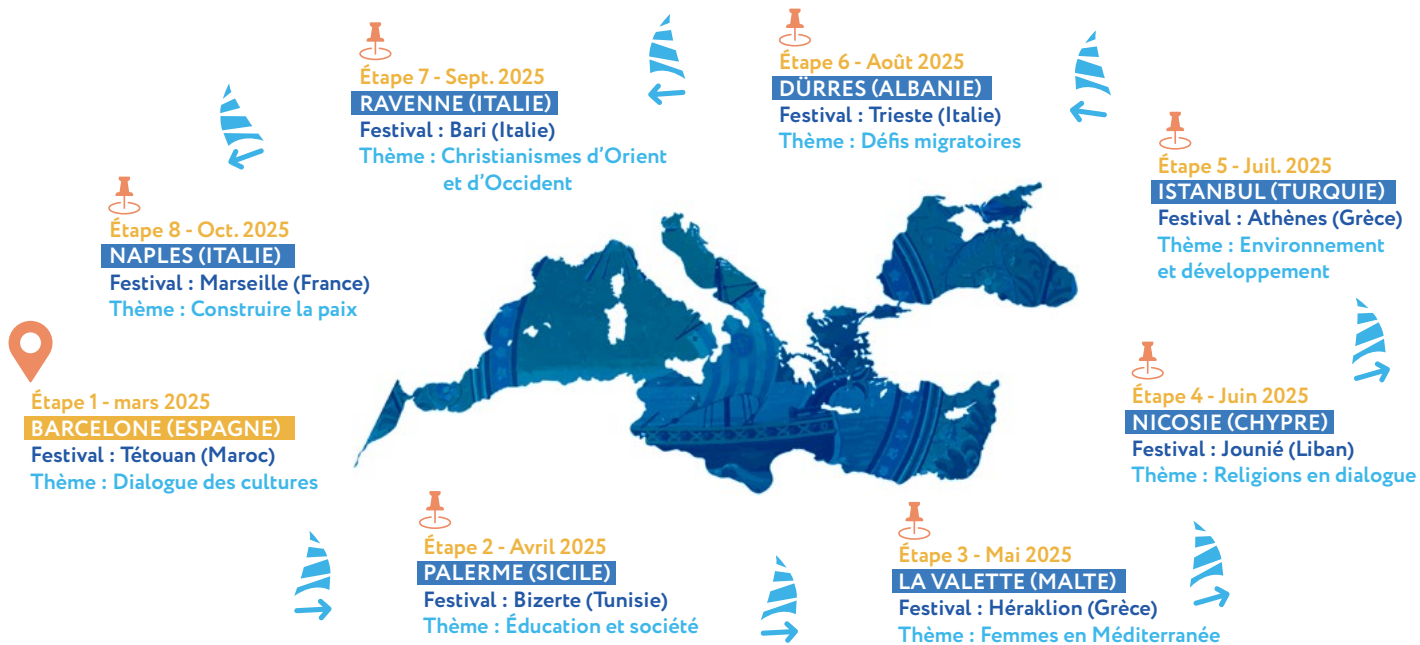 Étape 7 - Sept. 2025
RAVENNE (ITALIE)
Festival : Bari (Italie)
Thème : Christianismes d’Orient
et d’Occident
Étape 6 - Août 2025
DÜRRES (ALBANIE)
Festival : Trieste (Italie)
Thème : Défis migratoires
Étape 5 - Juil. 2025
ISTANBUL (TURQUIE)
Festival : Athènes (Grèce)
Thème : Environnement
et développement
Étape 8 - Oct. 2025
NAPLES (ITALIE)
Festival : Marseille (France)
Thème : Construire la paix
Étape 1 - mars 2025
BARCELONE (ESPAGNE)
Festival : Tétouan (Maroc)
Thème : Dialogue des cultures
Étape 4 - Juin 2025
NICOSIE (CHYPRE)
Festival : Jounié (Liban)
Thème : Religions en dialogue
Étape 2 - Avril 2025
PALERME (SICILE)
Festival : Bizerte (Tunisie)
Thème : Éducation et société
Étape 3 - Mai 2025
LA VALETTE (MALTE)
Festival : Héraklion (Grèce)
Thème : Femmes en Méditerranée